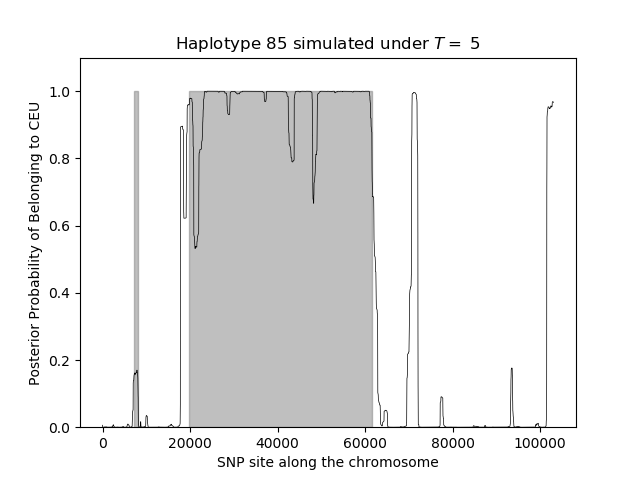 Haplotype 85 simulated under T = 5
Posterior Probability of Belonging to CEU
1.0
0.8
0.6
0.4
0.2
0.0
0 20000 40000 60000 80000 100000
SNP site along the chromosome